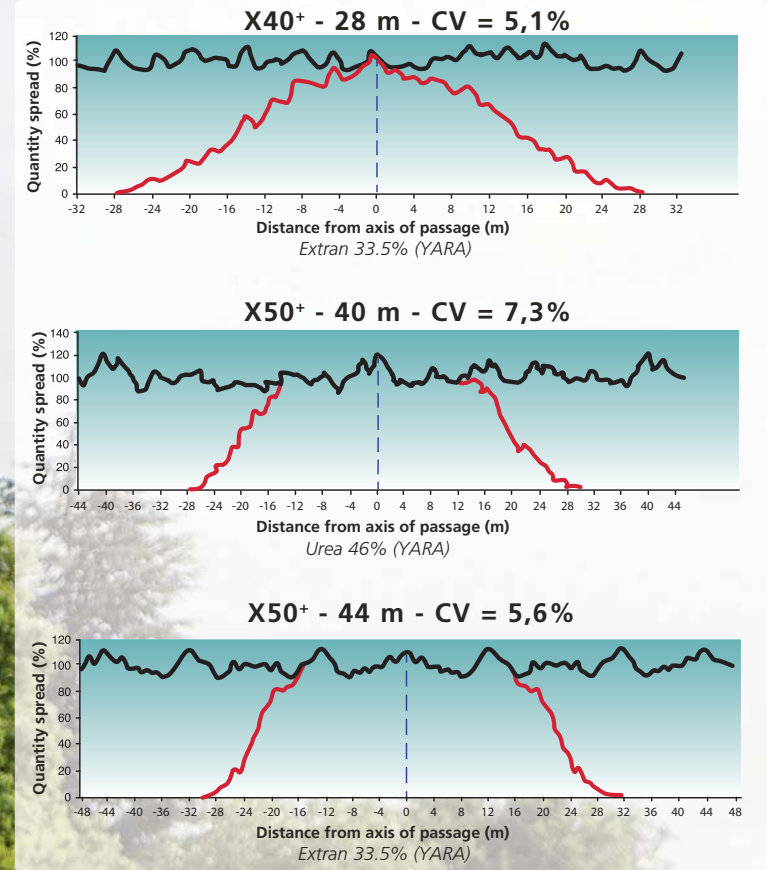 X40+ - 28 m - CV = 5,1%
Quantity spread (%)
120
100
80
60
40
20
0
-32 -28 -24 -20 -16 -12 -8 -4 0 4 8 12 16 20 24 28 32
Distance from axis of passage (m)
Extran 33.5% (YARA)
X50+ - 40 m - CV = 7,3%
Quantity spread (%)
140
120
100
80
60
40
20
0
-44 -40 -36 -32 -28 -24 -20 -16 -12 -8 -4 0 4 8 12 16 20 24 28 32 36 40 44
Distance from axis of passage (m)
Urea 46% (YARA)
X50+ - 44 m - CV = 5,6%
Quantity spread (%)
120
100
80
60
40
20
0
-48 -44 -40 -36 -32 -28 -24 -20 -16 -12 -8 -4 0 4 8 12 16 20 24 28 32 36 40 44 48
Distance from axis of passage (m)
Extran 33.5% (YARA)